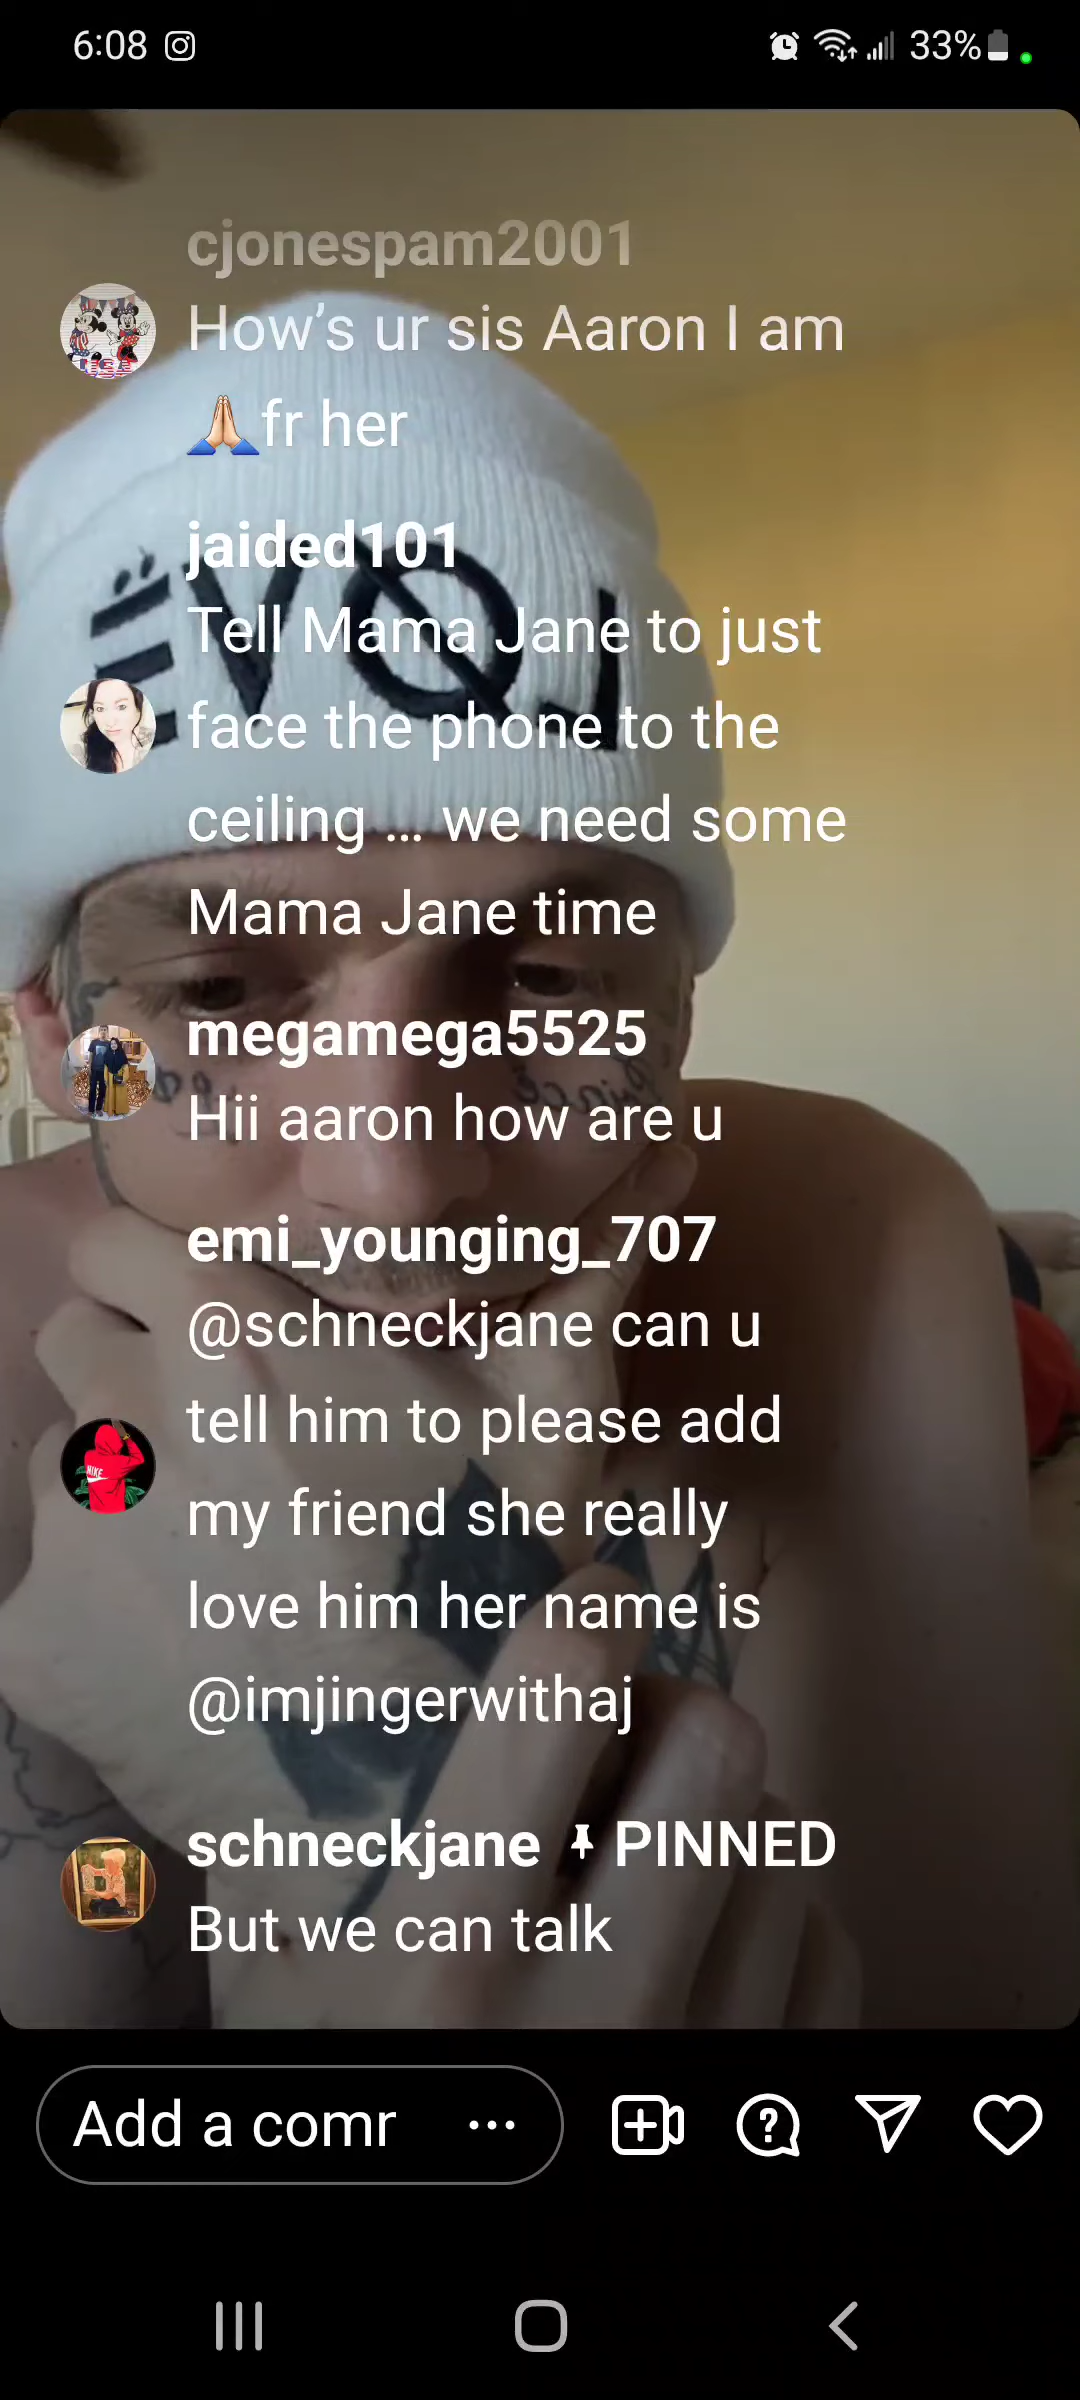 6:08
33%
cjonespam2001
How's ur sis Aaron I am
🙏🏻fr her
jaided101
Tell Mama Jane to just
face the phone to the
ceiling ... we need some
Mama Jane time
megamega5525
Hii aaron how are u
emi_younging_707
@schneckjane can u
tell him to please add
my friend she really
love him her name is
@imjingerwithaj
schneckjane PINNED
But we can talk
Add a comr